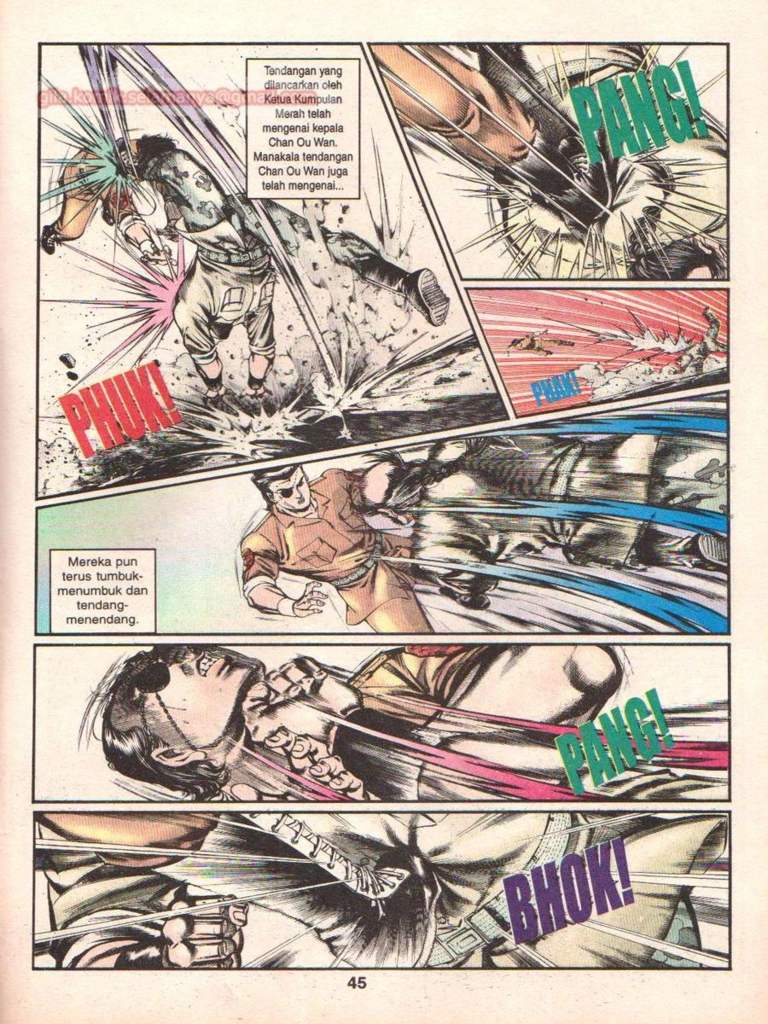 Tendangan yang
dilancarkan oleh
Ketua Kumpulan
Merah telah
mengenai kepala
Chan Ou Wan.
Manakala tendangan
Chan Ou Wan juga
telah mengenai...
PANG!
PHUK!
PHAK!
Mereka pun
terus tumbuk-
menumbuk dan
tendang-
menendang.
PANG!
BHOK!
45